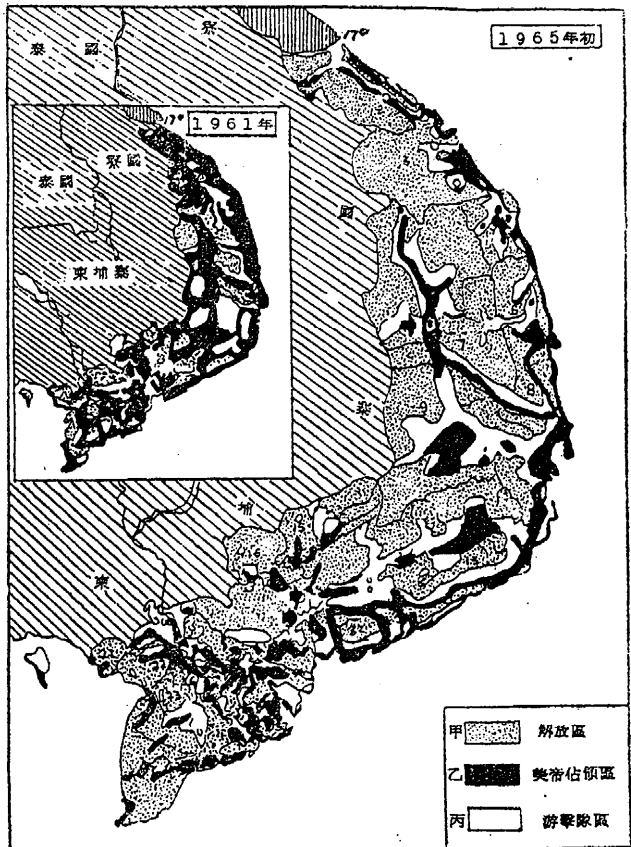 1965年初
17°
泰國
寮
1961年
17°
寮國
泰國
柬埔寨
國
寨
埔
柬
甲 解放區
乙 美帝佔領區
丙 游擊隊區